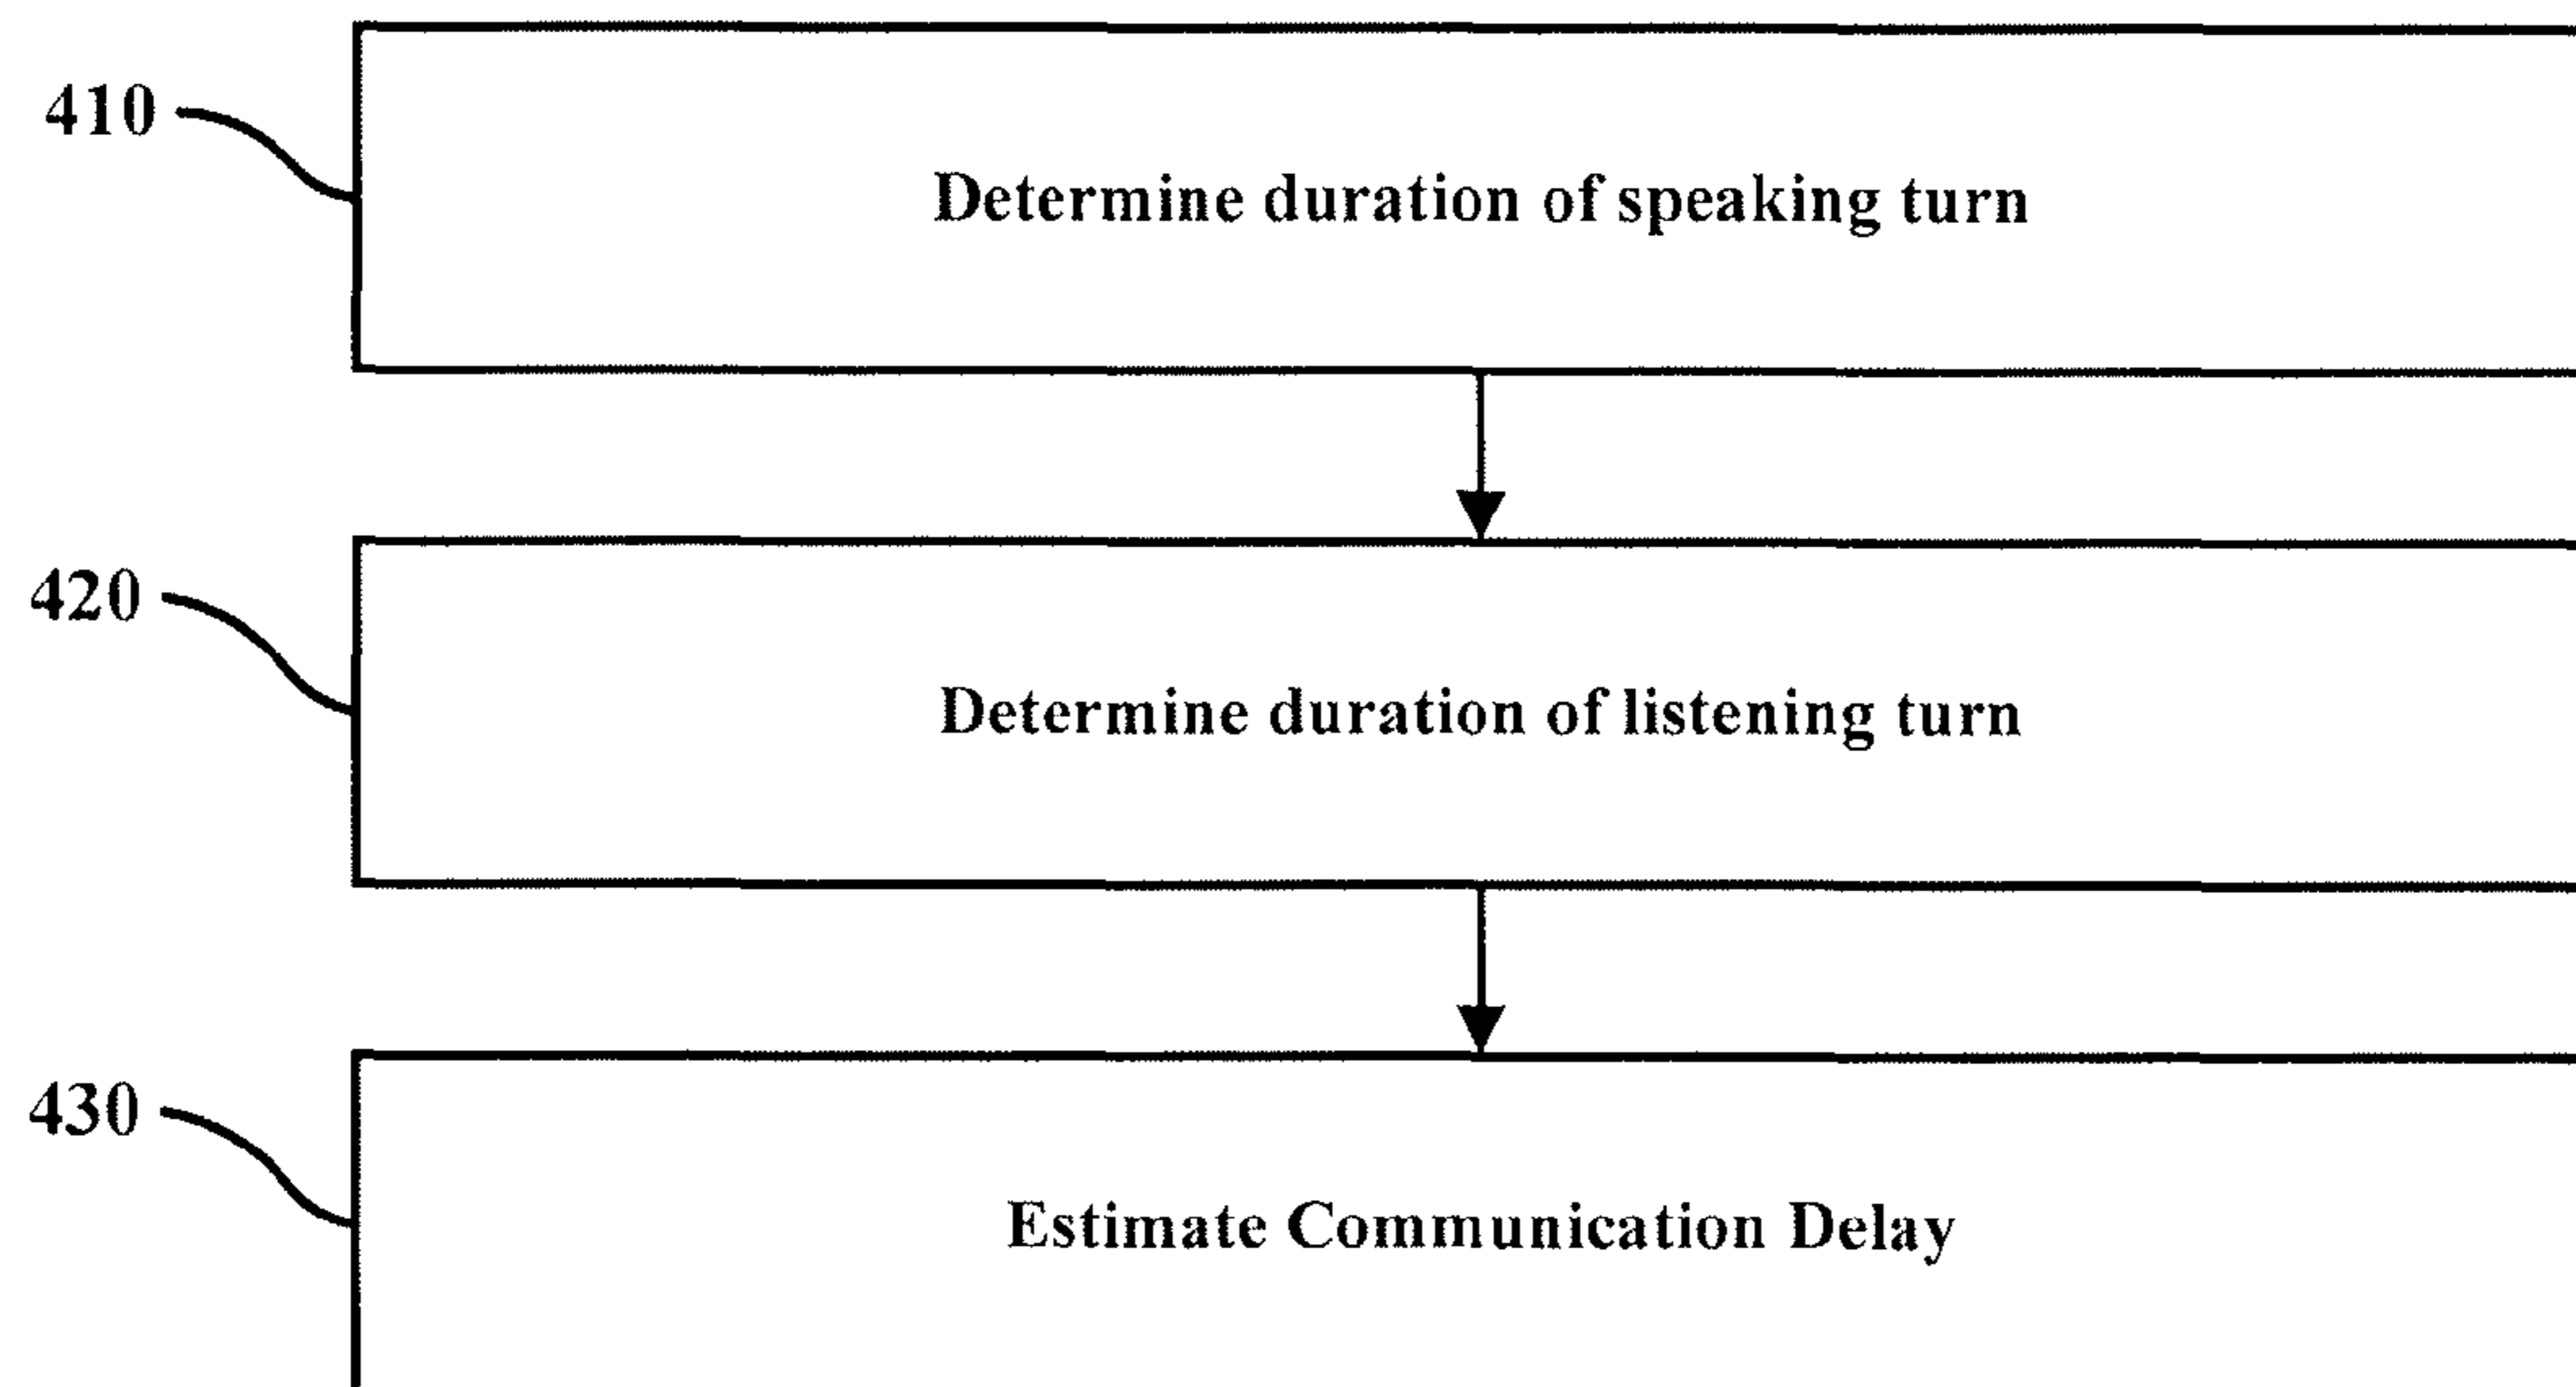 410
Determine duration of speaking turn
420
Determine duration of listening turn
430
Estimate Communication Delay